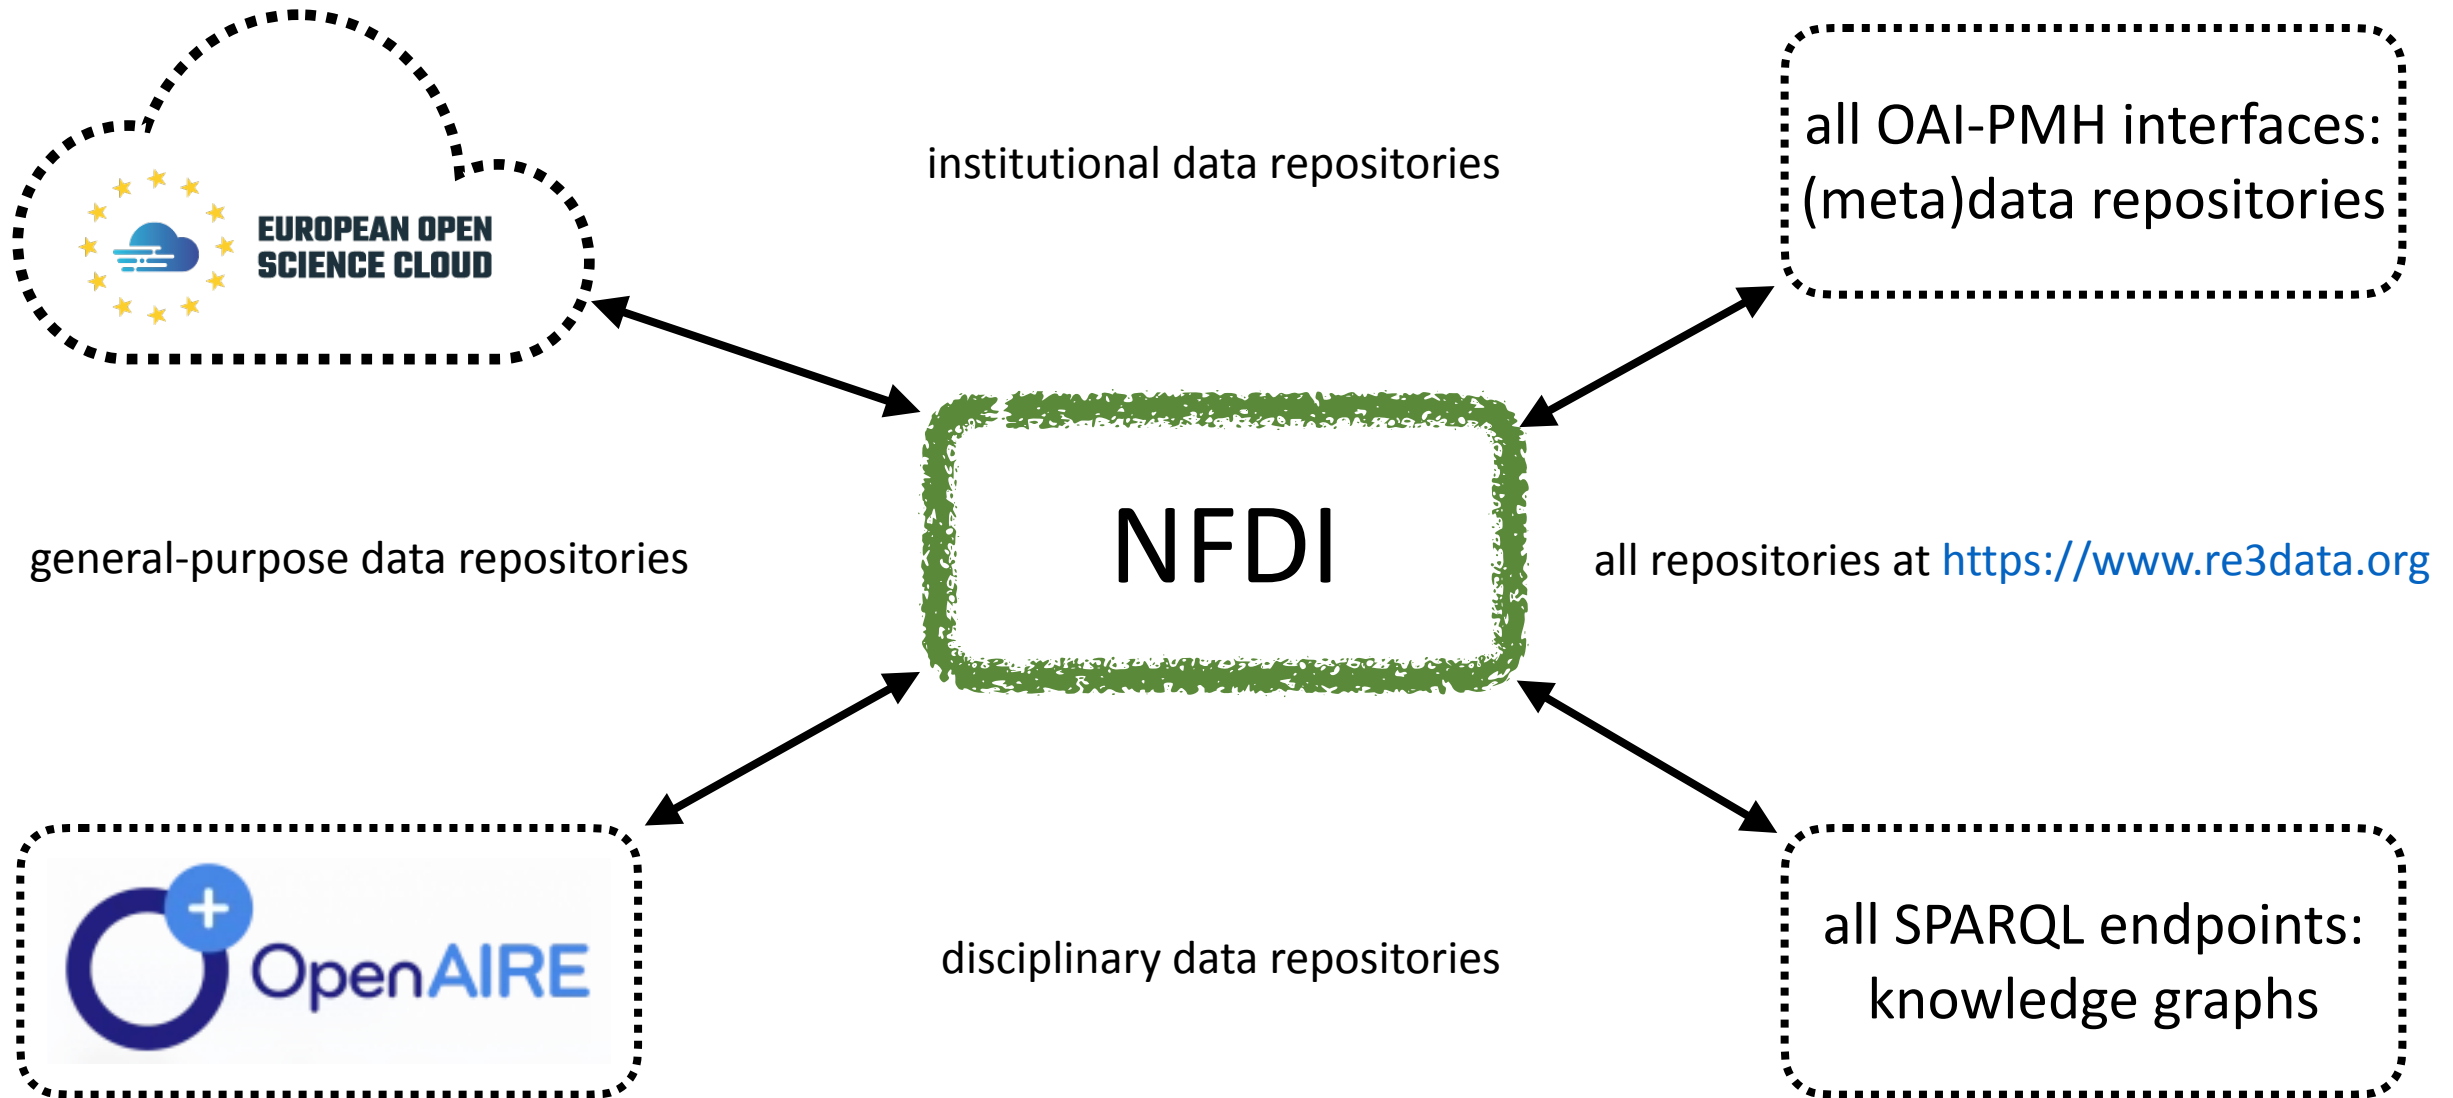 EUROPEAN OPEN
SCIENCE CLOUD
institutional data repositories
all OAI-PMH interfaces:
(meta)data repositories
general-purpose data repositories
NFDI
all repositories at https://www.re3data.org
OpenAIRE
disciplinary data repositories
all SPARQL endpoints:
knowledge graphs